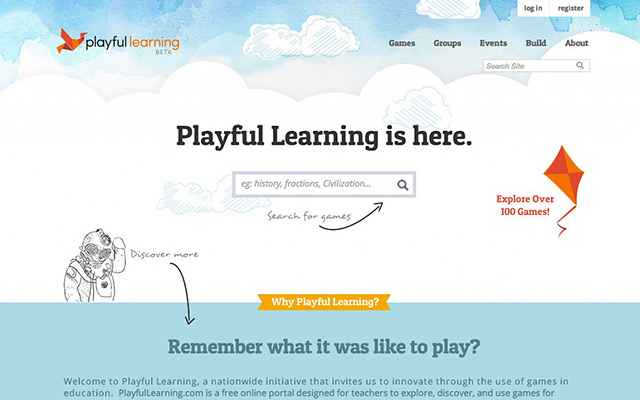 log in register
playful learning
BETA
Games Groups Events Build About
Search Site
Playful Learning is here.
eg: history, fractions, Civilization...
Search for games
Explore Over
100 Games!
Discover more
Why Playful Learning?
Remember what it was like to play?
Welcome to Playful Learning, a nationwide initiative that invites us to innovate through the use of games in
education. PlayfulLearning.com is a free online portal designed for teachers to explore, discover, and use games for